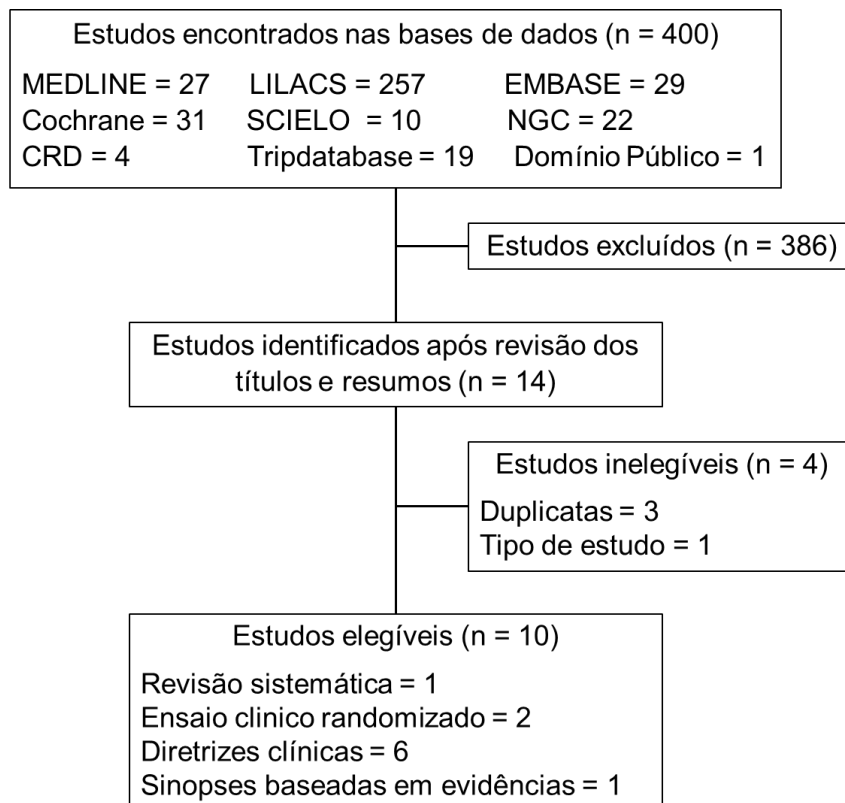 Estudos encontrados nas bases de dados (n = 400)
MEDLINE = 27 LILACS = 257 EMBASE = 29
Cochrane = 31 SCIELO = 10 NGC = 22
CRD = 4 Tripdatabase = 19 Domínio Público = 1
Estudos excluídos (n = 386)
Estudos identificados após revisão dos
títulos e resumos (n = 14)
Estudos inelegíveis (n = 4)
Duplicatas = 3
Tipo de estudo = 1
Estudos elegíveis (n = 10)
Revisão sistemática = 1
Ensaio clinico randomizado = 2
Diretrizes clínicas = 6
Sinopses baseadas em evidências = 1